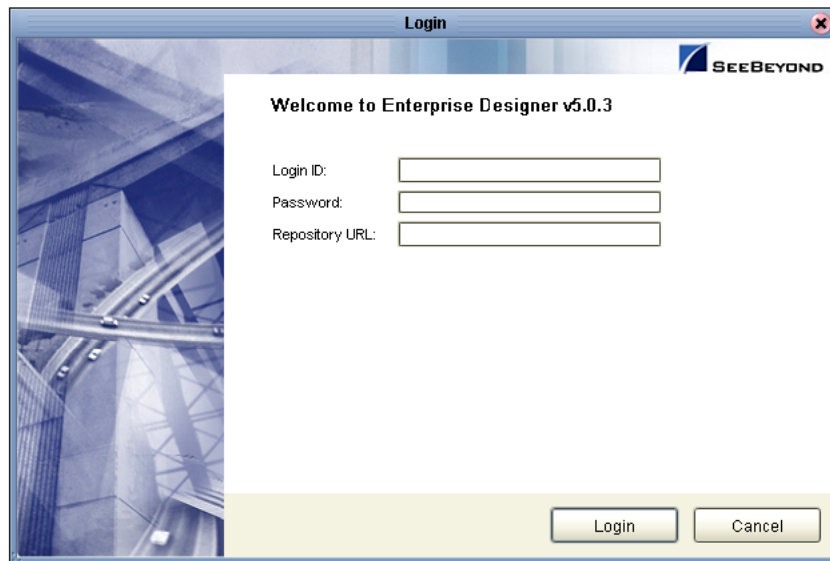 Login
SEEBEYOND
Welcome to Enterprise Designer v5.0.3
Login ID:
Password:
Repository URL:
Login Cancel